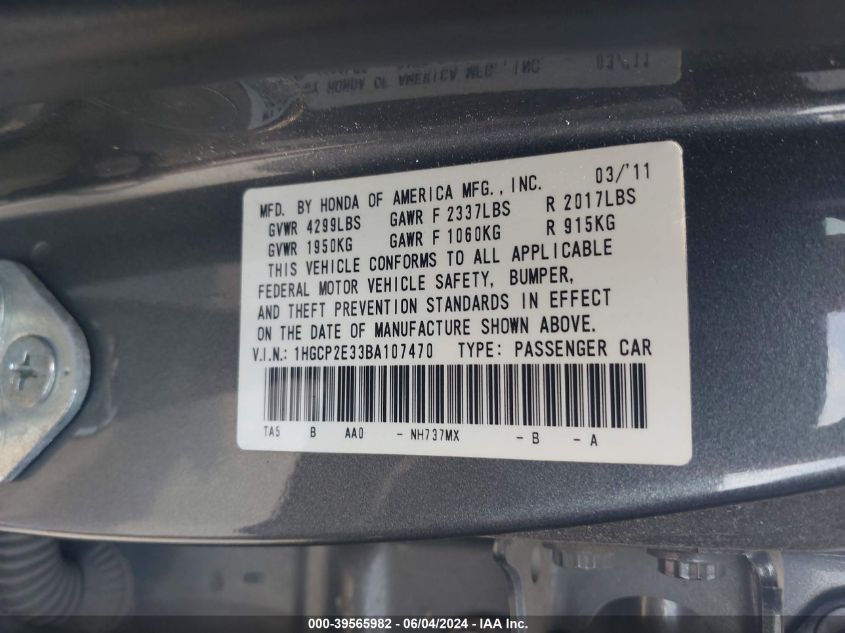 MFD. BY HONDA OF AMERICA MFG., INC. 03/'11
GVWR 4299LBS GAWR F 2337LBS R 2017LBS
GVWR 1950KG GAWR F 1060KG R 915KG
THIS VEHICLE CONFORMS TO ALL APPLICABLE
FEDERAL MOTOR VEHICLE SAFETY, BUMPER,
AND THEFT PREVENTION STANDARDS IN EFFECT
ON THE DATE OF MANUFACTURE SHOWN ABOVE.
V.I.N.: 1HGCP2E33BA107470 TYPE: PASSENGER CAR
TA5 B AA0 - NH737MX - B - A
000-39565982 - 06/04/2024 - Copyright © 2024 IAA, Inc.